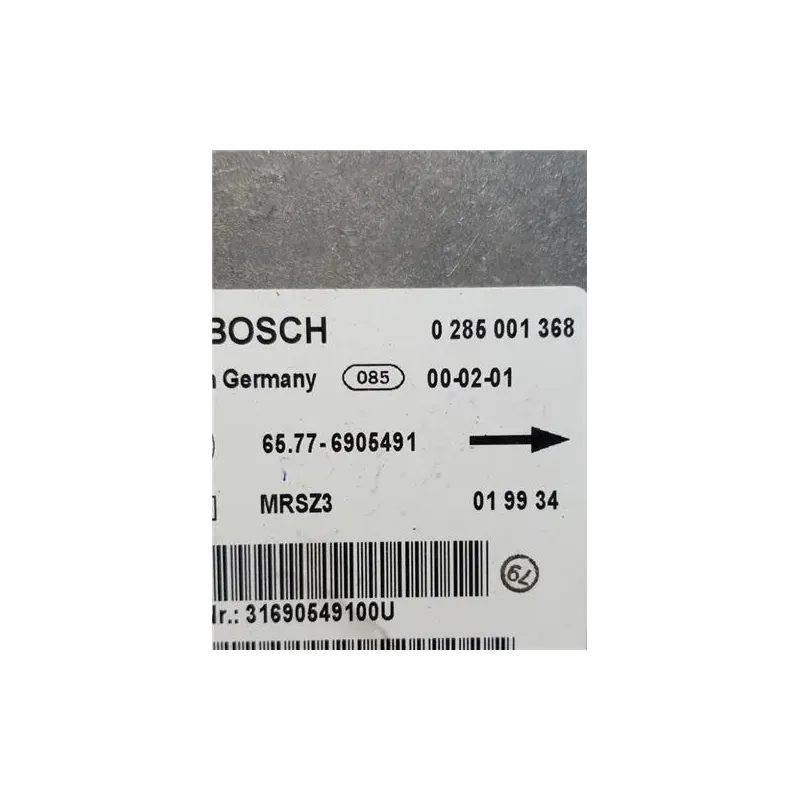 BOSCH 0 285 001 368
n Germany 085 00-02-01
65.77-6905491
MRSZ3 01 99 34
79
Nr.: 31690549100U